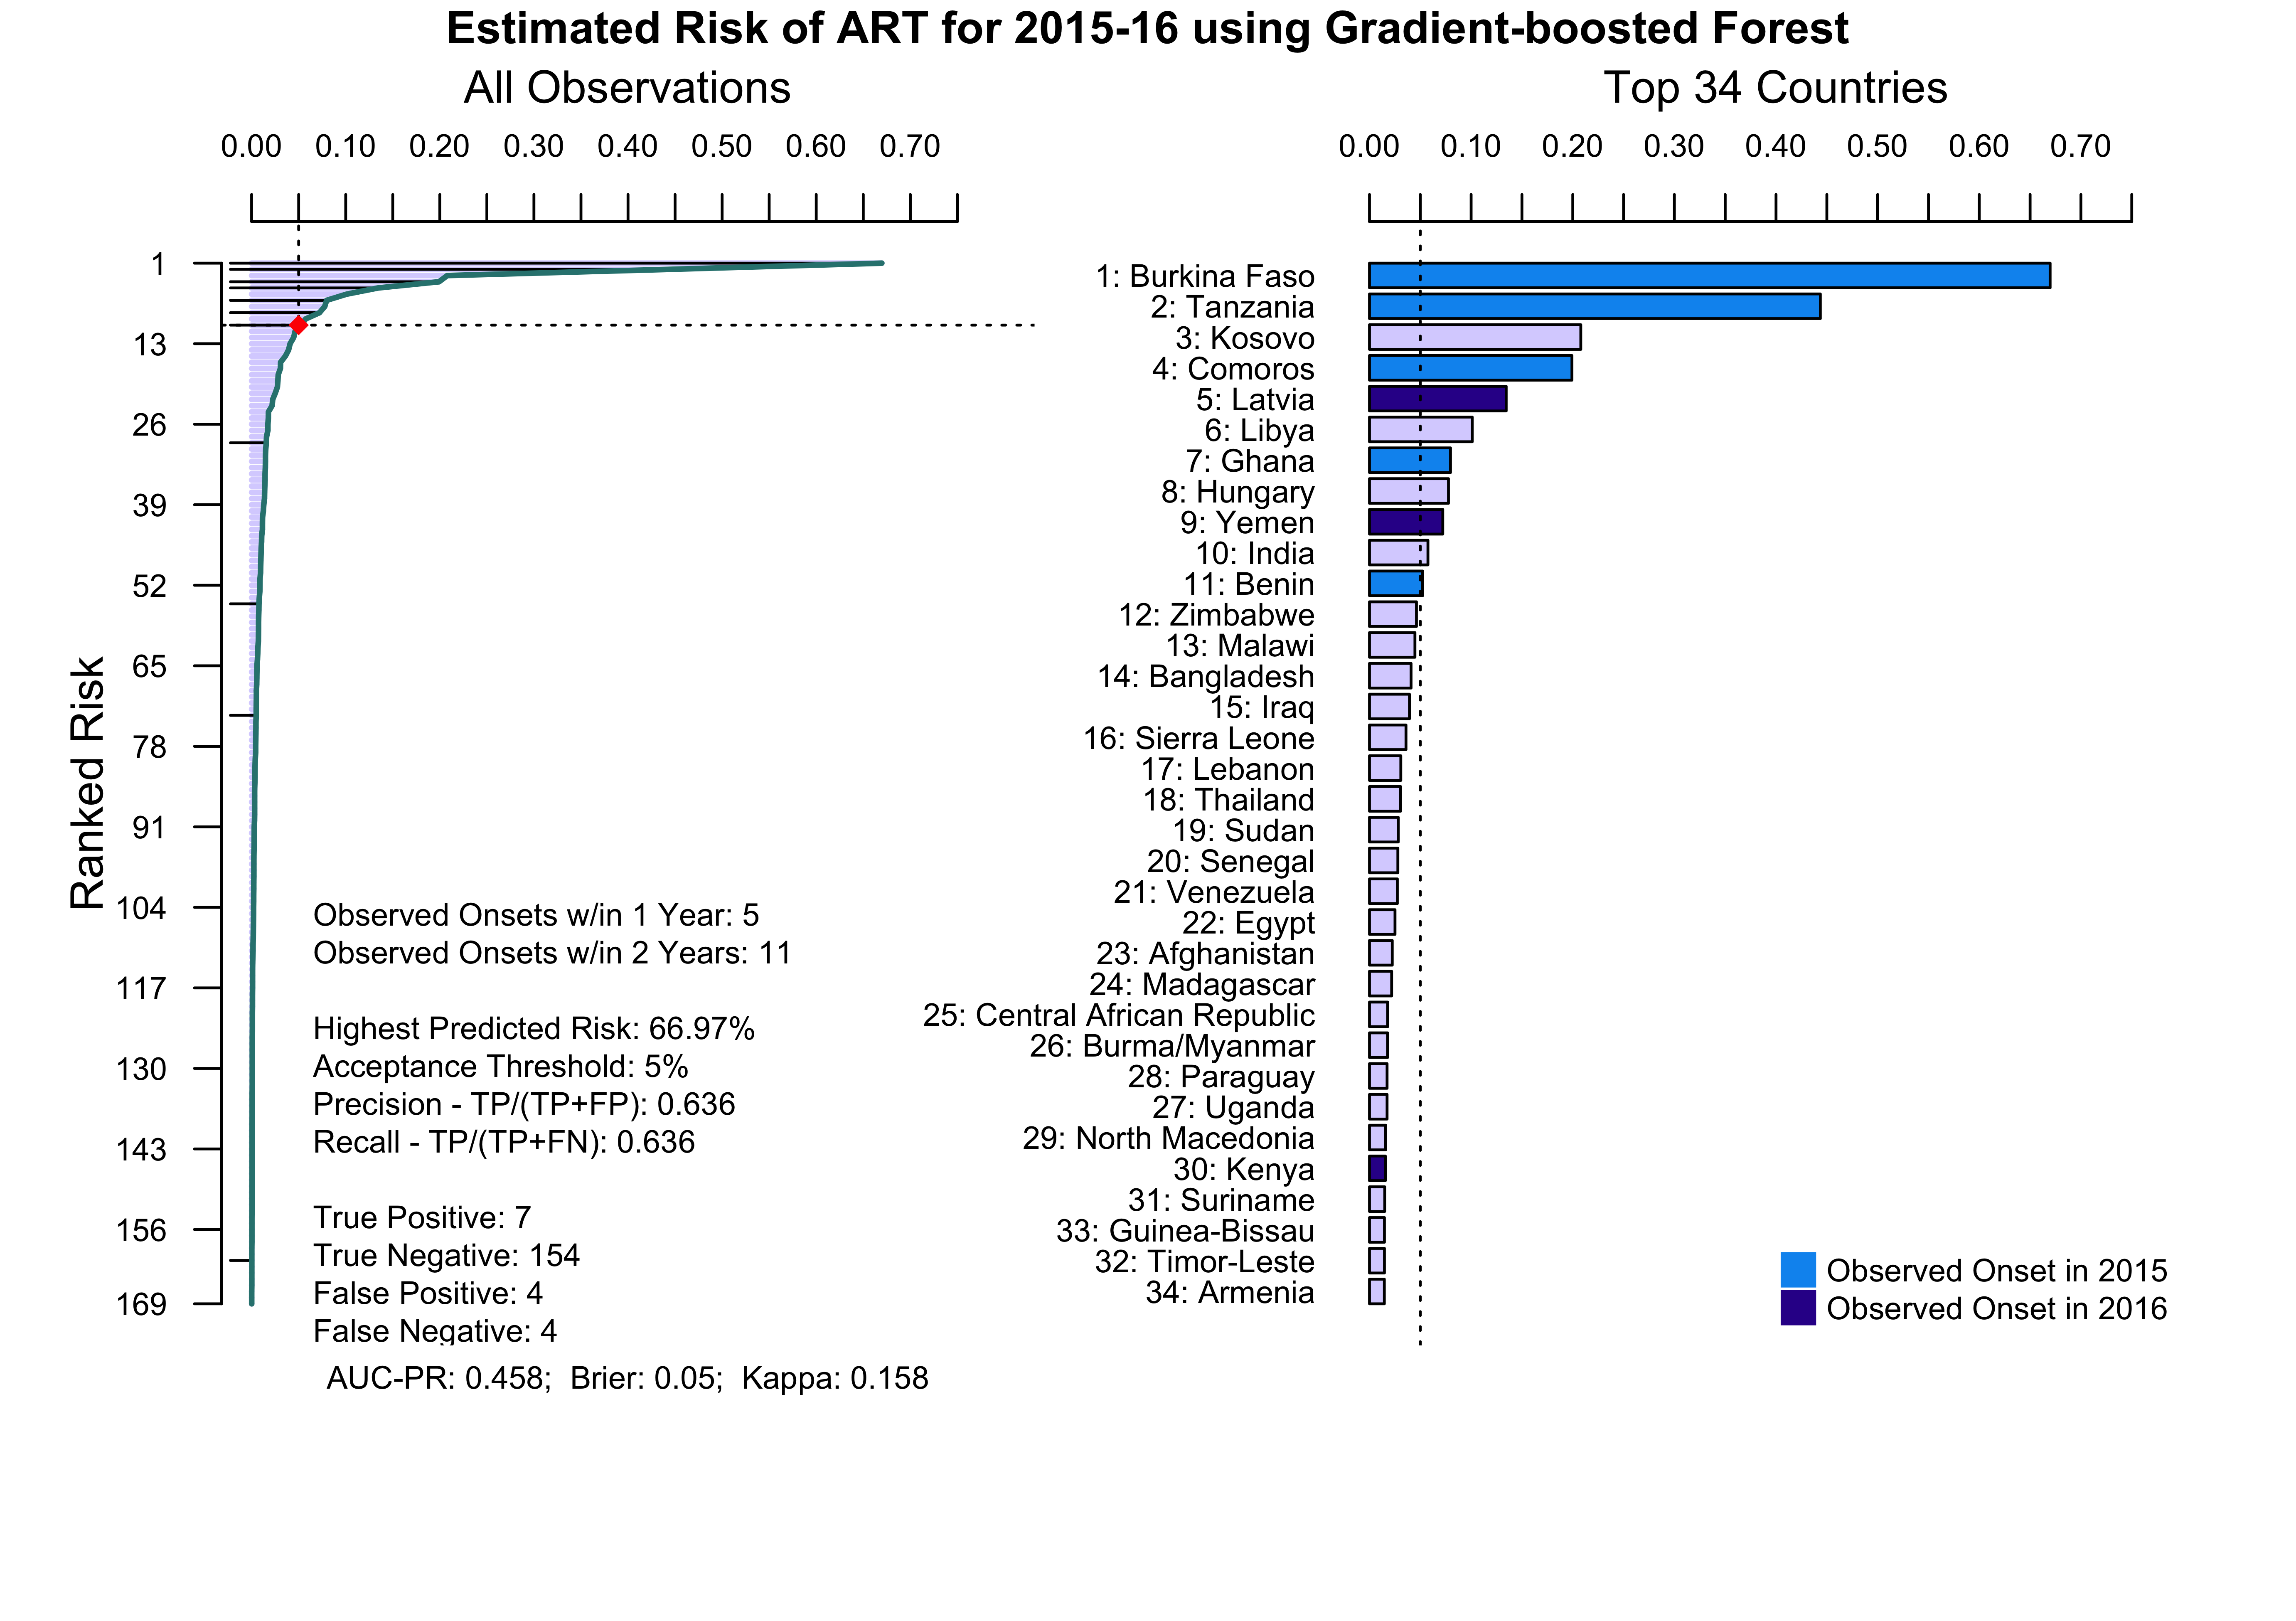 Estimated Risk of ART for 2015-16 using Gradient-boosted Forest
All Observations
0.00 0.10 0.20 0.30 0.40 0.50 0.60 0.70
Ranked Risk
1
13
26
39
52
65
78
91
104
117
130
143
156
169
Observed Onsets w/in 1 Year: 5
Observed Onsets w/in 2 Years: 11
Highest Predicted Risk: 66.97%
Acceptance Threshold: 5%
Precision - TP/(TP+FP): 0.636
Recall - TP/(TP+FN): 0.636
True Positive: 7
True Negative: 154
False Positive: 4
False Negative: 4
AUC-PR: 0.458; Brier: 0.05; Kappa: 0.158
Top 34 Countries
0.00 0.10 0.20 0.30 0.40 0.50 0.60 0.70
1: Burkina Faso
2: Tanzania
3: Kosovo
4: Comoros
5: Latvia
6: Libya
7: Ghana
8: Hungary
9: Yemen
10: India
11: Benin
12: Zimbabwe
13: Malawi
14: Bangladesh
15: Iraq
16: Sierra Leone
17: Lebanon
18: Thailand
19: Sudan
20: Senegal
21: Venezuela
22: Egypt
23: Afghanistan
24: Madagascar
25: Central African Republic
26: Burma/Myanmar
28: Paraguay
27: Uganda
29: North Macedonia
30: Kenya
31: Suriname
33: Guinea-Bissau
32: Timor-Leste
34: Armenia
Observed Onset in 2015
Observed Onset in 2016